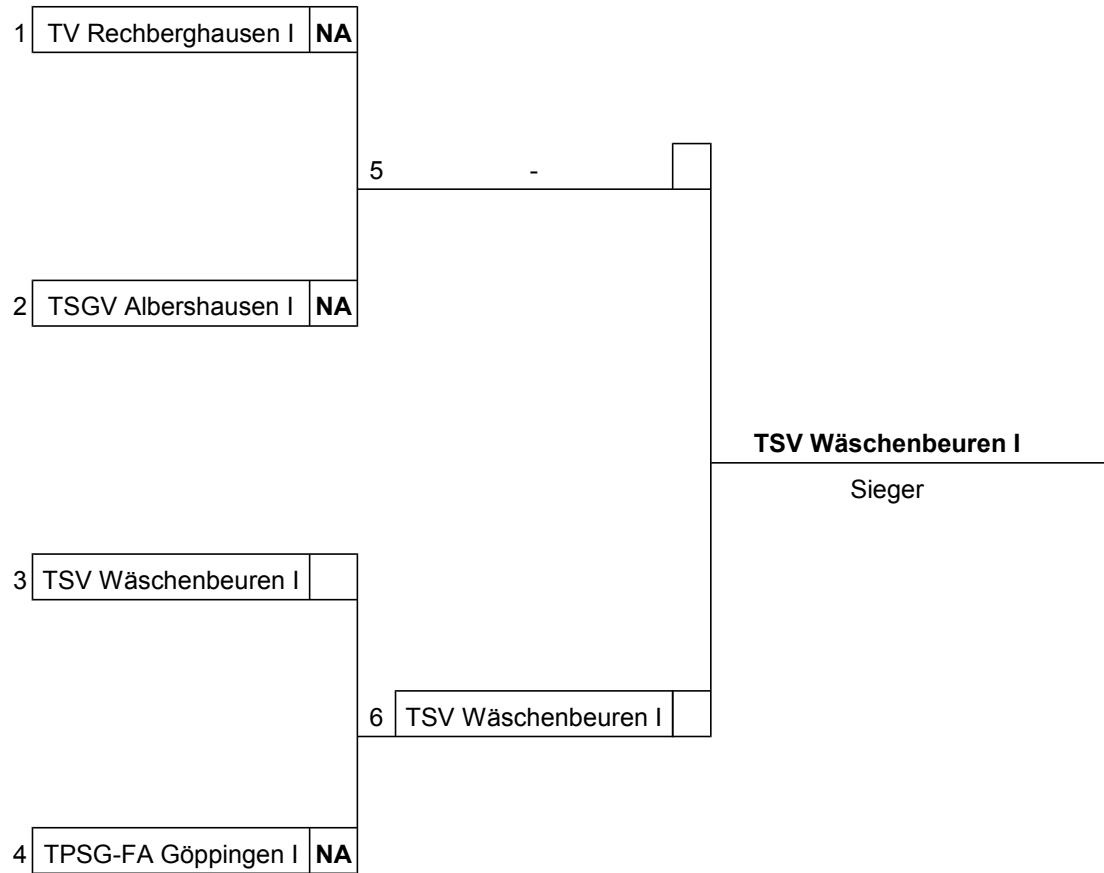 1 TV Rechberghausen I NA
5 -
2 TSGV Albershausen I NA
TSV Wäschenbeuren I
Sieger
3 TSV Wäschenbeuren I
6 TSV Wäschenbeuren I
4 TPSG-FA Göppingen I NA